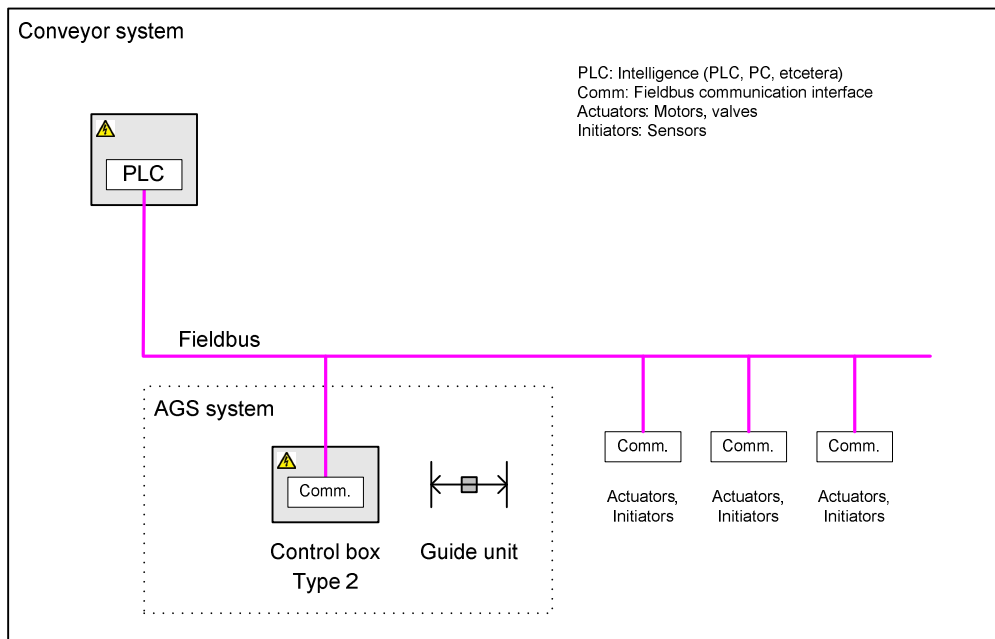 Conveyor system
PLC: Intelligence (PLC, PC, etcetera)
Comm: Fieldbus communication interface
Actuators: Motors, valves
Initiators: Sensors
PLC
Fieldbus
AGS system
Comm.
Control box
Type 2
Guide unit
Comm.
Actuators,
Initiators
Comm.
Actuators,
Initiators
Comm.
Actuators,
Initiators